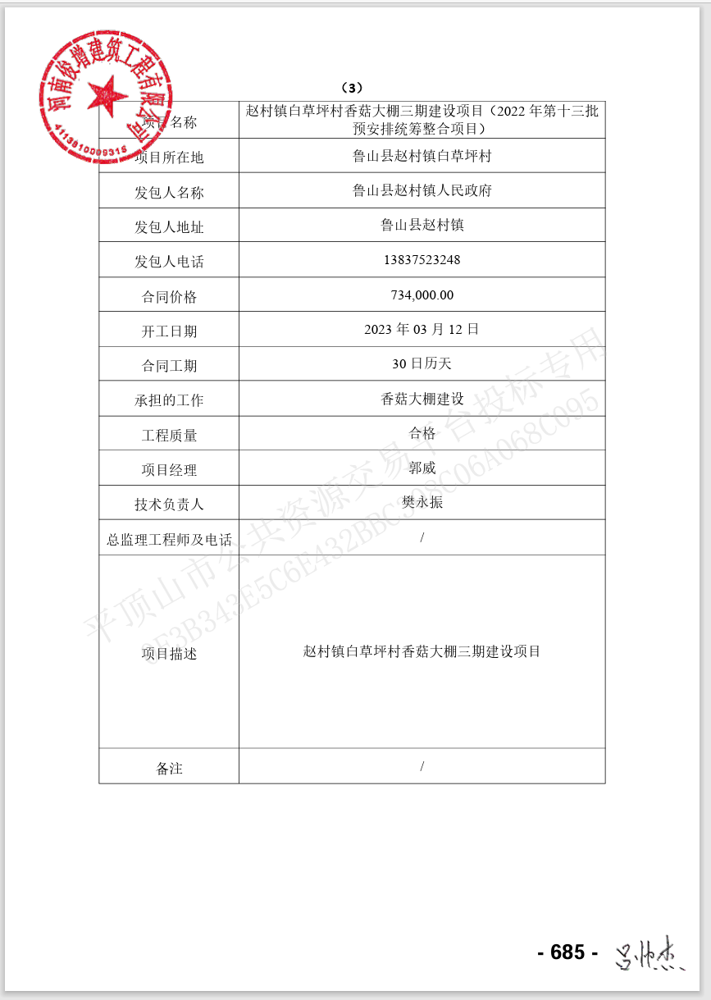 河南俊增建筑工程有限公司
4113810009315
（3）
项目名称 赵村镇白草坪村香菇大棚三期建设项目（2022 年第十三批
预安排统筹整合项目）
项目所在地 鲁山县赵村镇白草坪村
发包人名称 鲁山县赵村镇人民政府
发包人地址 鲁山县赵村镇
发包人电话 13837523248
合同价格 734,000.00
开工日期 2023 年 03 月 12 日
合同工期 30 日历天
承担的工作 香菇大棚建设
工程质量 合格
项目经理 郭威
技术负责人 樊永振
总监理工程师及电话 /
项目描述 赵村镇白草坪村香菇大棚三期建设项目
备注 /
平顶山市公共资源交易平台投标专用
- 685 -
吕帅杰